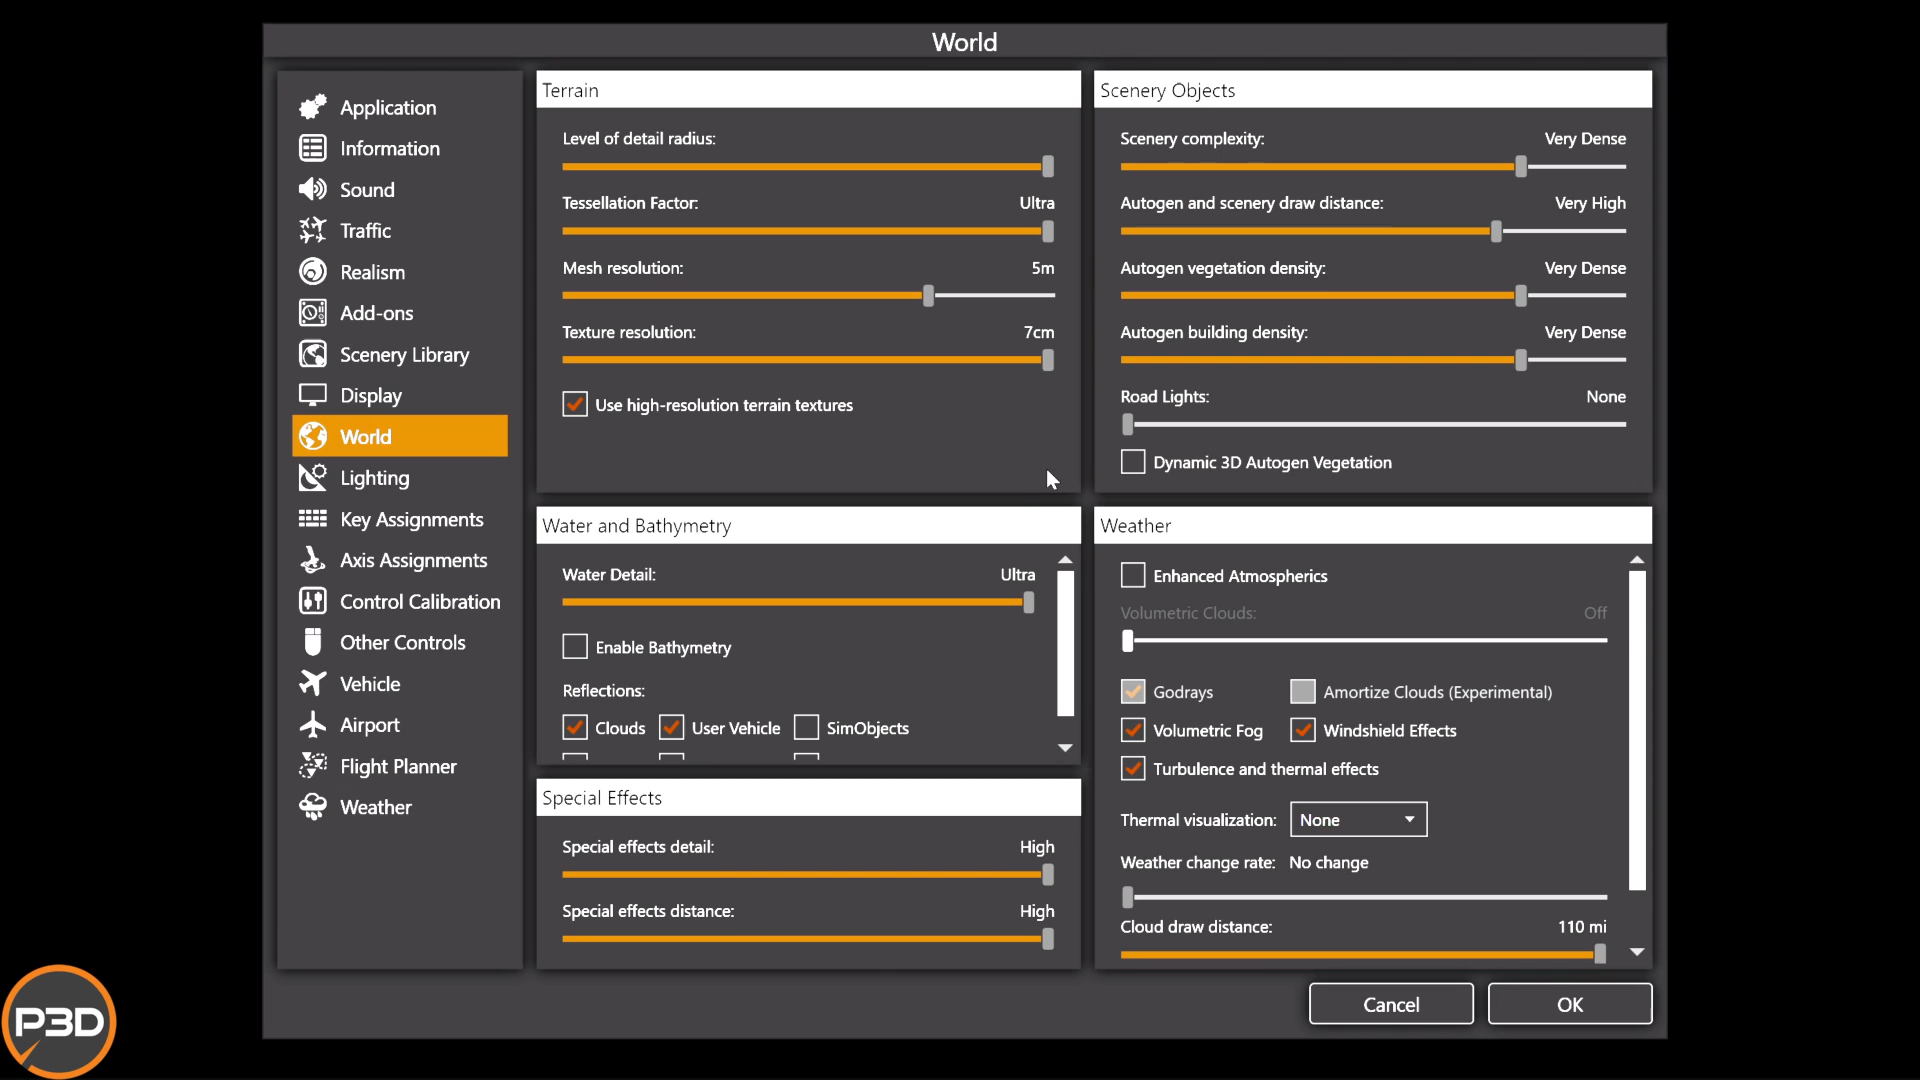 World
Application
Information
Sound
Traffic
Realism
Add-ons
Scenery Library
Display
World
Lighting
Key Assignments
Axis Assignments
Control Calibration
Other Controls
Vehicle
Airport
Flight Planner
Weather
Terrain
Level of detail radius:
Tessellation Factor: Ultra
Mesh resolution: 5m
Texture resolution: 7cm
Use high-resolution terrain textures
Scenery Objects
Scenery complexity: Very Dense
Autogen and scenery draw distance: Very High
Autogen vegetation density: Very Dense
Autogen building density: Very Dense
Road Lights: None
Dynamic 3D Autogen Vegetation
Water and Bathymetry
Water Detail: Ultra
Enable Bathymetry
Reflections:
Clouds User Vehicle SimObjects
Special Effects
Special effects detail: High
Special effects distance: High
Weather
Enhanced Atmospherics
Volumetric Clouds: Off
Godrays Amortize Clouds (Experimental)
Volumetric Fog Windshield Effects
Turbulence and thermal effects
Thermal visualization: None
Weather change rate: No change
Cloud draw distance: 110 mi
Cancel OK
P3D